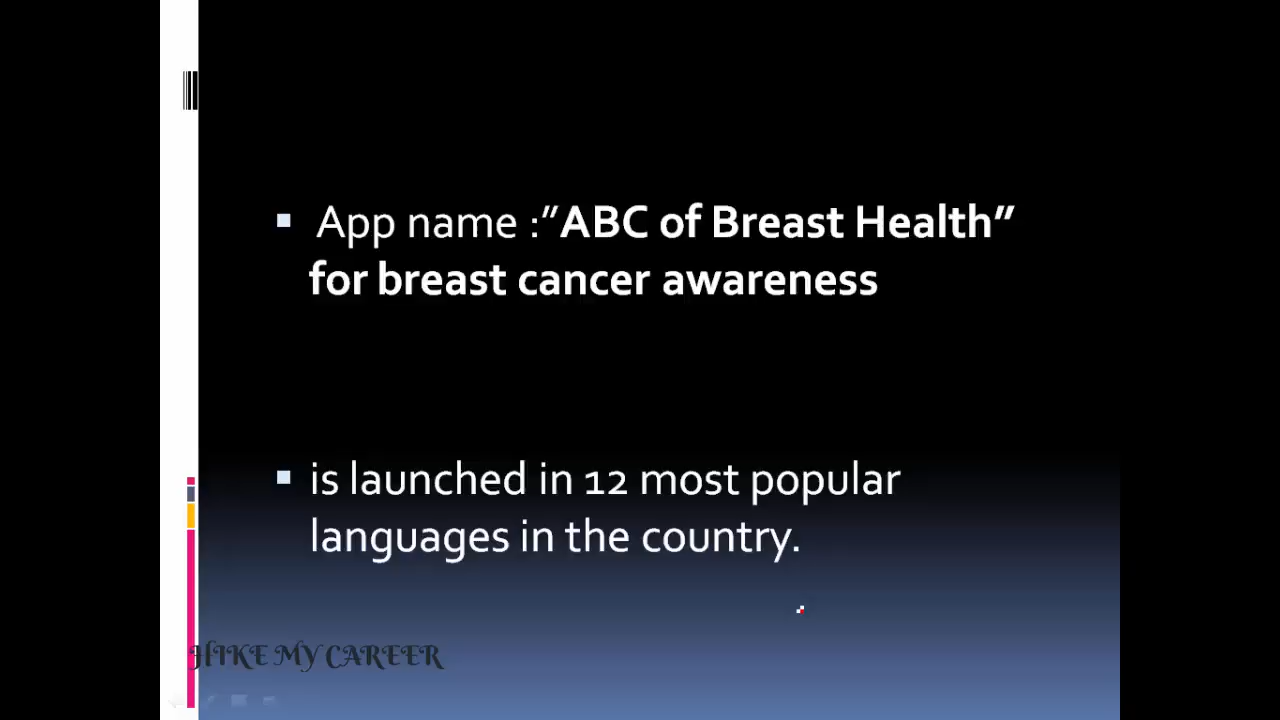 App name :”ABC of Breast Health”
for breast cancer awareness
is launched in 12 most popular
languages in the country.
HIKE MY CAREER